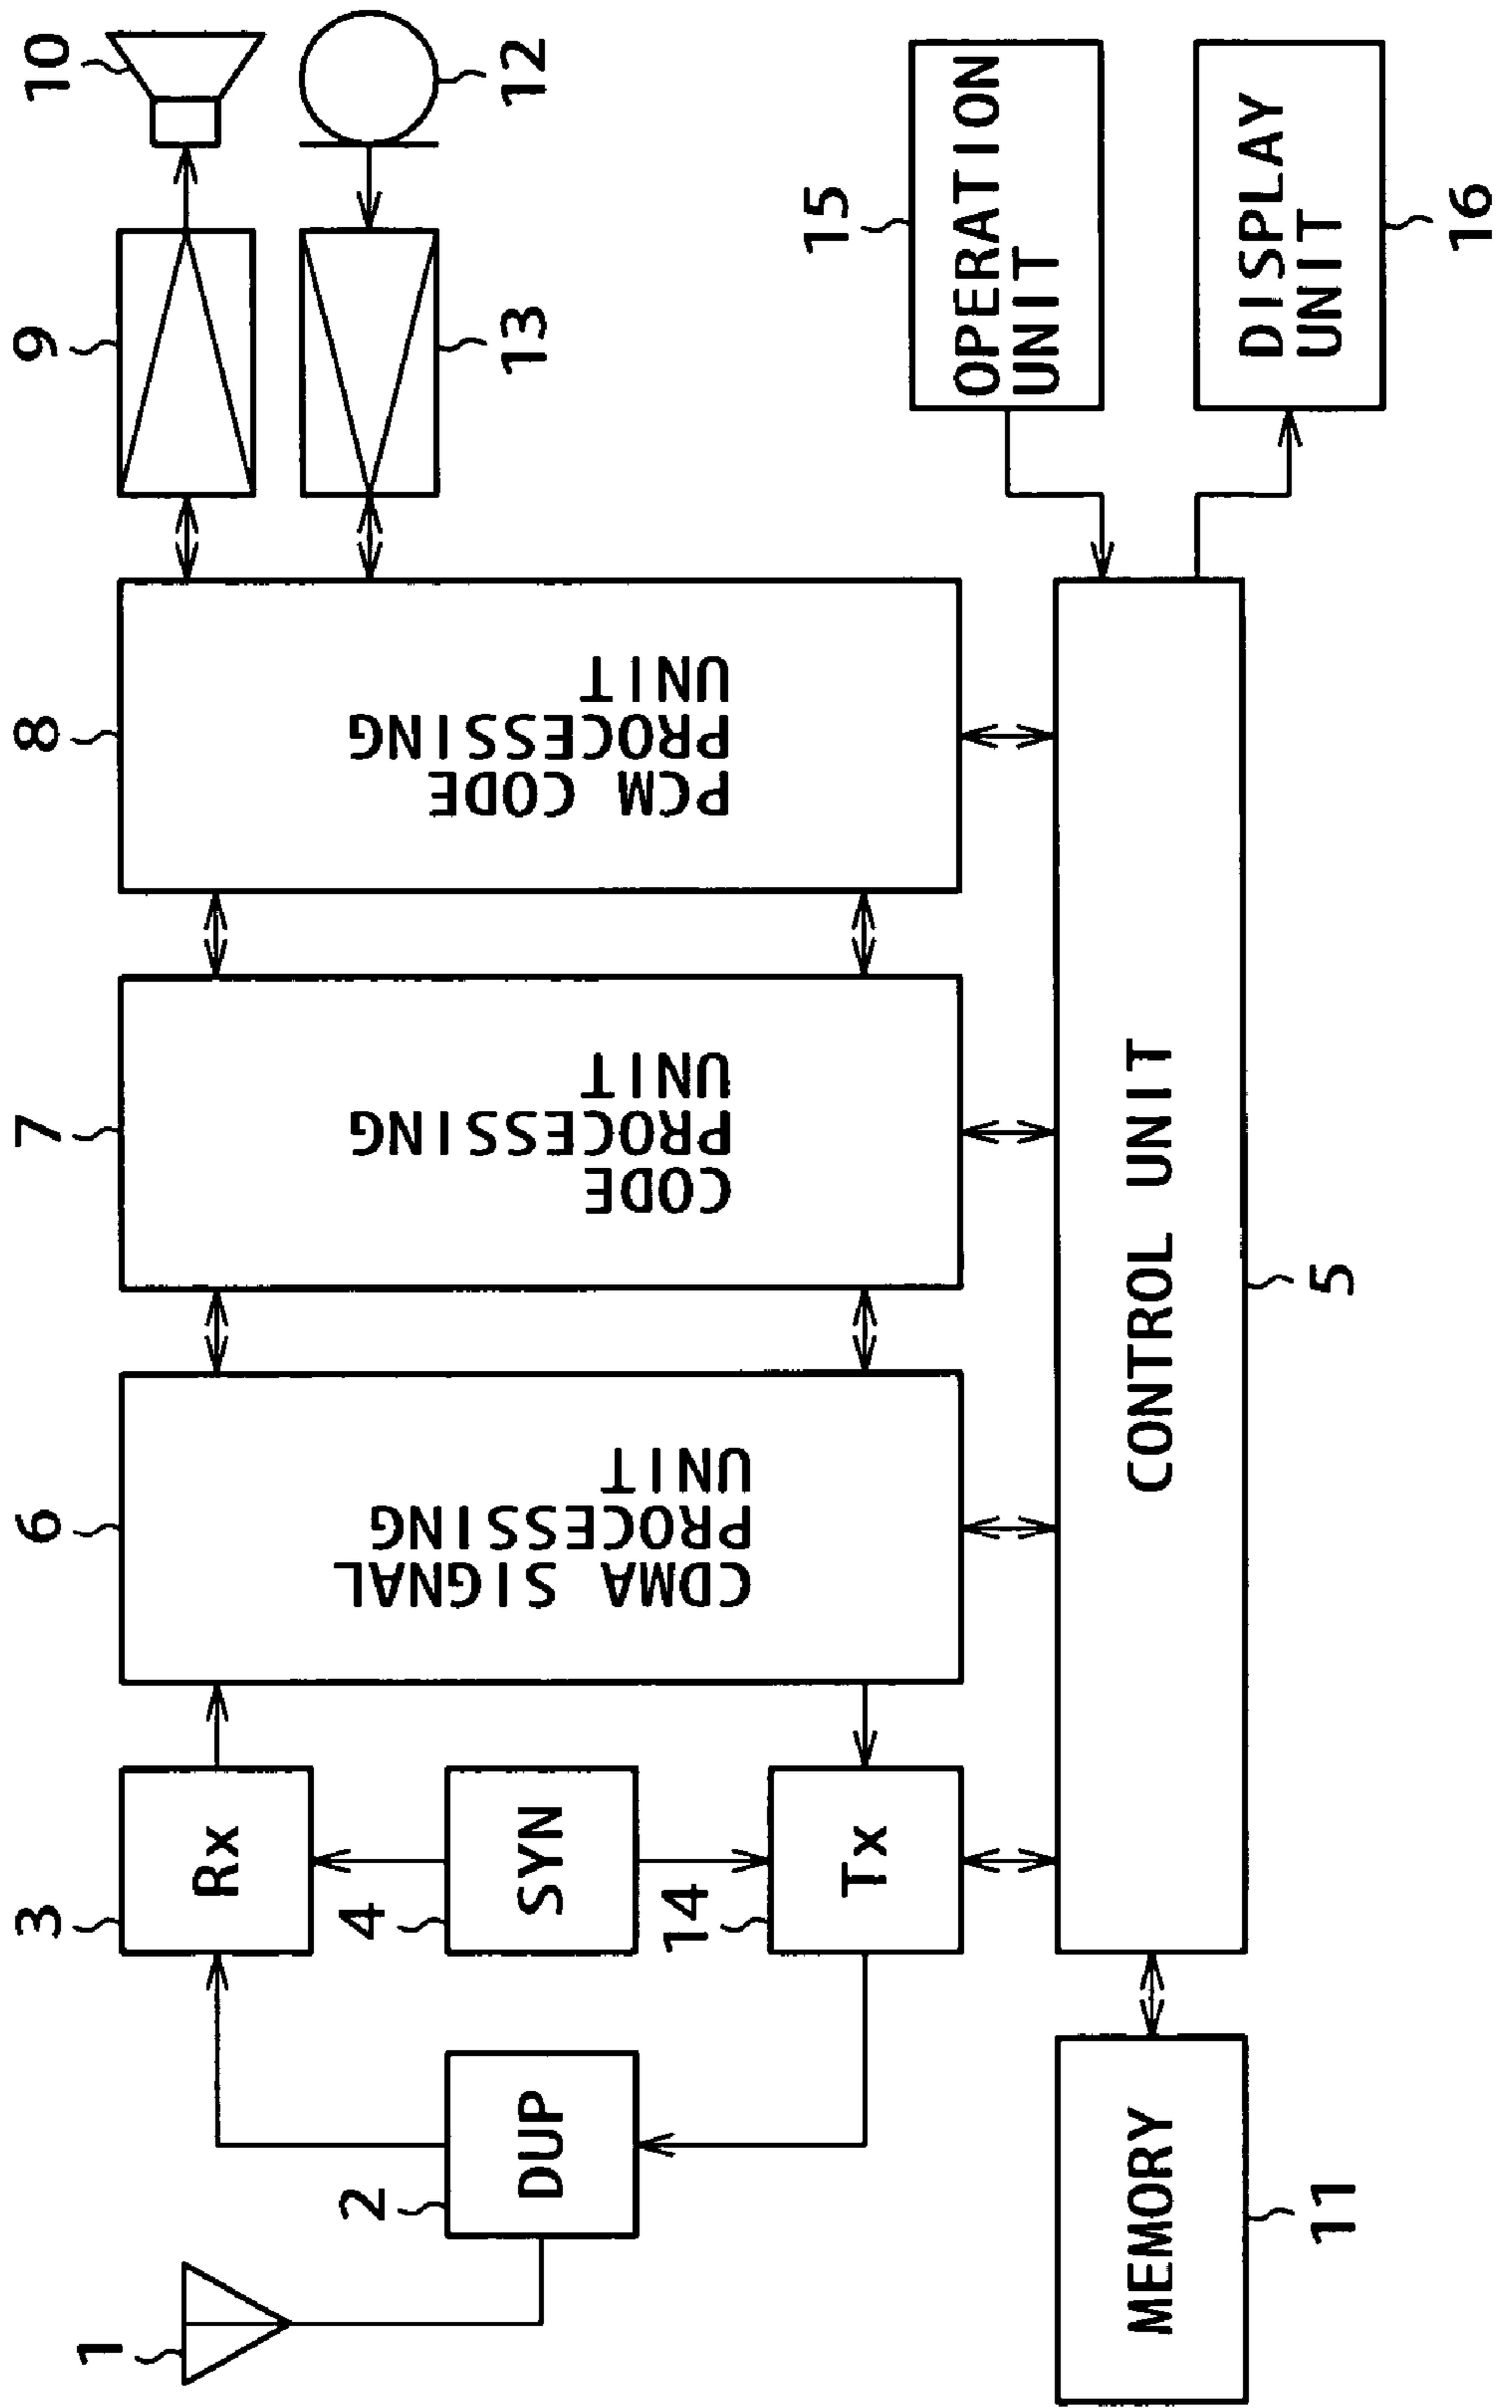 1
2
DUP
3
Rx
4
SYN
14
Tx
6
CDMA SIGNAL
PROCESSING
UNIT
7
CODE
PROCESSING
UNIT
8
PCM CODE
PROCESSING
UNIT
9
10
13
12
15
OPERATION
UNIT
DISPLAY
UNIT
16
MEMORY
11
CONTROL UNIT
5